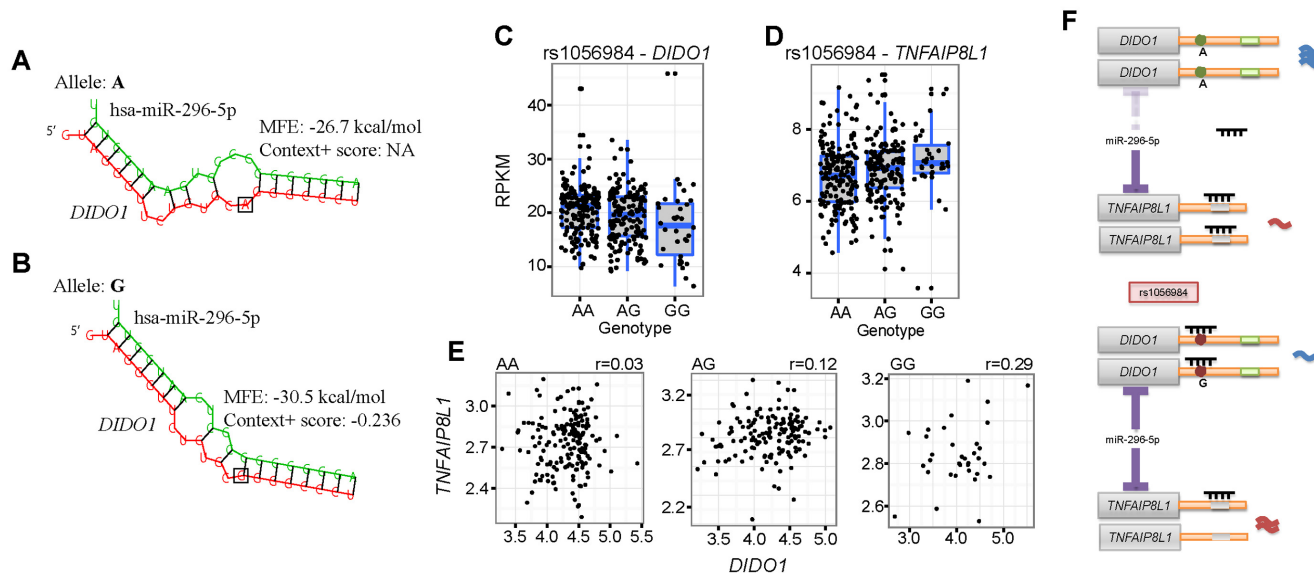 A
Allele: A
hsa-miR-296-5p
5'
MFE: -26.7 kcal/mol
Context+ score: NA
DIDO1
B
Allele: G
hsa-miR-296-5p
5'
MFE: -30.5 kcal/mol
Context+ score: -0.236
DIDO1
C
rs1056984 - DIDO1
RPKM
40
30
20
10
AA AG GG
Genotype
D
rs1056984 - TNFAIP8L1
8
6
4
AA AG GG
Genotype
E
AA r=0.03
AG r=0.12
GG r=0.29
TNFAIP8L1
3.0
2.7
2.4
3.5 4.0 4.5 5.0 5.5
3.2
2.7
2.2
3.5 4.0 4.5 5.0
3.2
3.0
2.8
2.6
3.0 4.0 5.0
DIDO1
F
DIDO1
A
DIDO1
A
miR-296-5p
TNFAIP8L1
TNFAIP8L1
rs1056984
DIDO1
DIDO1
G
miR-296-5p
TNFAIP8L1
TNFAIP8L1